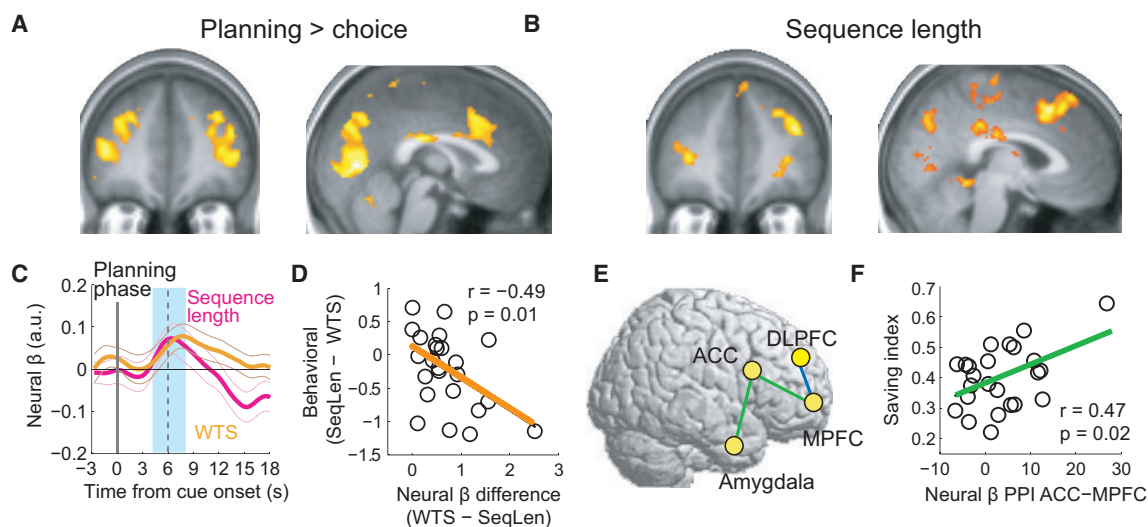 A
Planning > choice
B
Sequence length
C
Planning
phase
Sequence
length
WTS
Neural β (a.u.)
0.2
0.1
0
−0.1
−0.2
−3 0 3 6 9 12 15 18
Time from cue onset (s)
D
r = −0.49
p = 0.01
Behavioral
(SeqLen − WTS)
1
0.5
0
−0.5
−1
−1.5
0 1 2 3
Neural β difference
(WTS − SeqLen)
E
ACC
DLPFC
MPFC
Amygdala
F
Saving index
0.7
0.6
0.5
0.4
0.3
0.2
r = 0.47
p = 0.02
−10 0 10 20 30
Neural β PPI ACC−MPFC